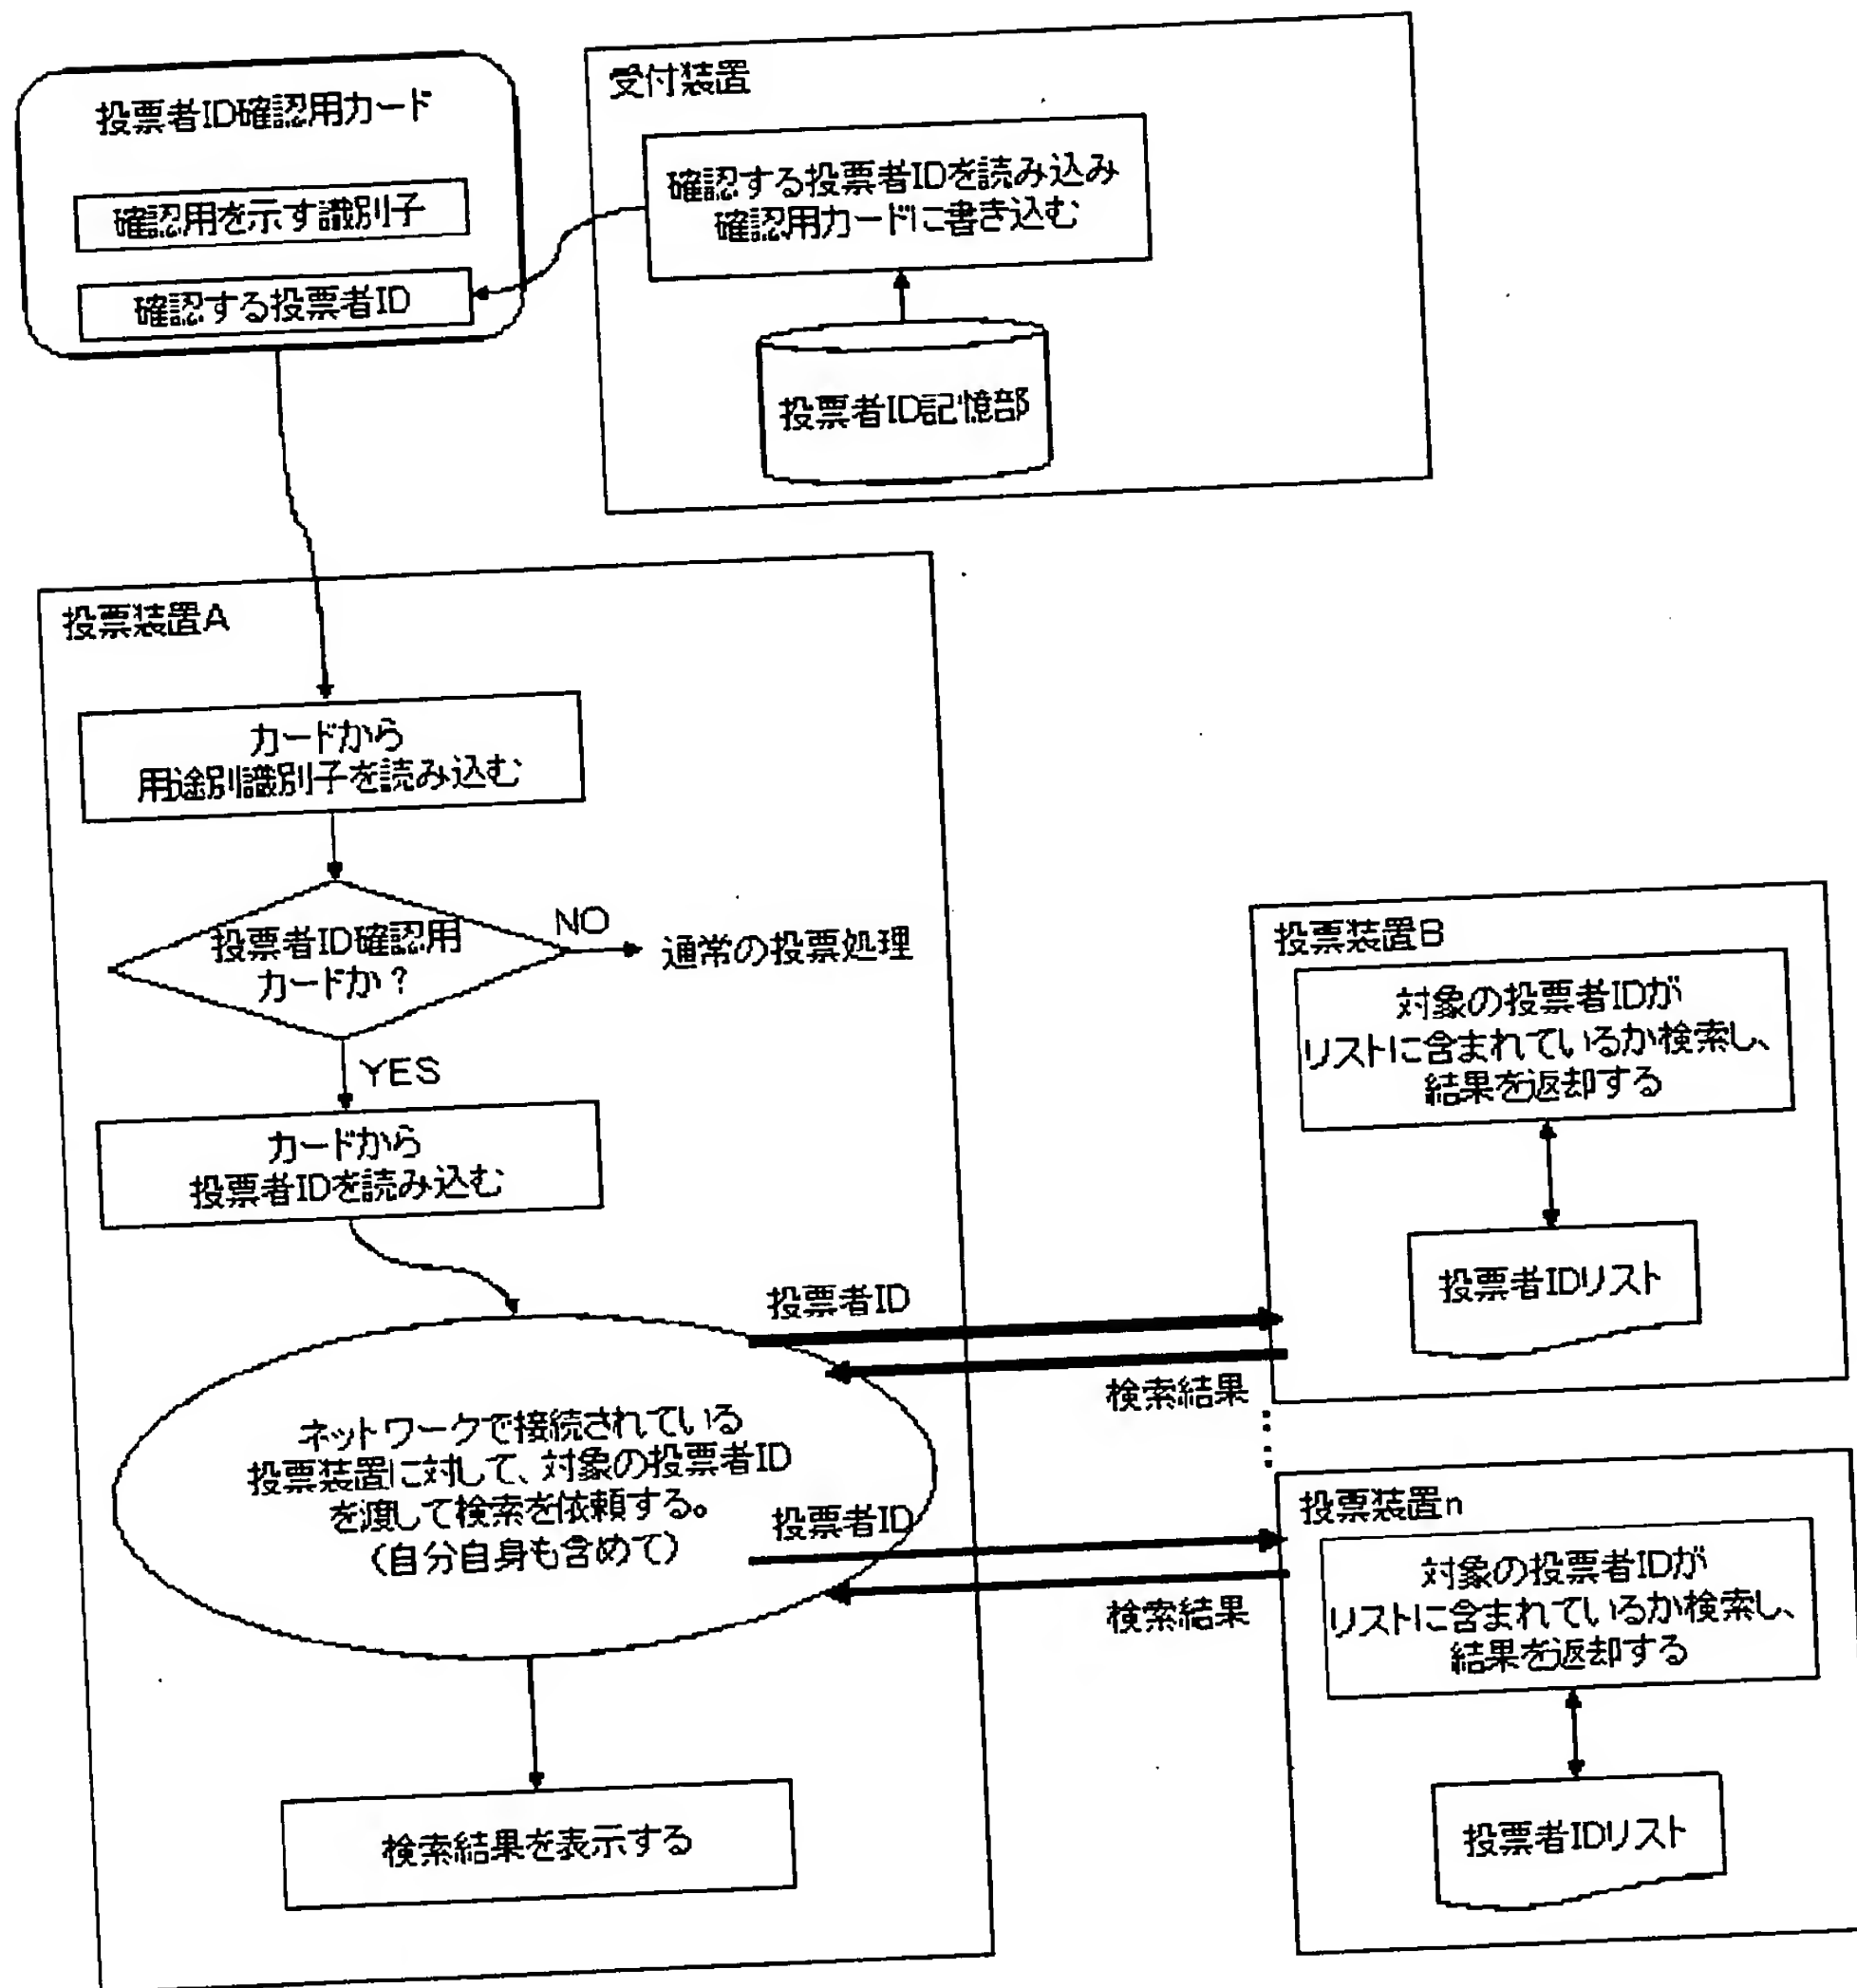 投票者ID確認用カード
確認用を示す識別子
確認する投票者ID
受付装置
確認する投票者IDを読み込み
確認用カードに書き込む
投票者ID記憶部
投票装置A
カードから
用途別識別子を読み込む
投票者ID確認用
カードか?
NO
通常の投票処理
YES
カードから
投票者IDを読み込む
ネットワークで接続されている
投票装置に対して、対象の投票者ID
を渡して検索を依頼する。
(自分自身も含めて)
投票者ID
検索結果
投票者ID
検索結果
検索結果を表示する
投票装置B
対象の投票者IDが
リストに含まれているか検索し、
結果を返却する
投票者IDリスト
投票装置n
対象の投票者IDが
リストに含まれているか検索し、
結果を返却する
投票者IDリスト